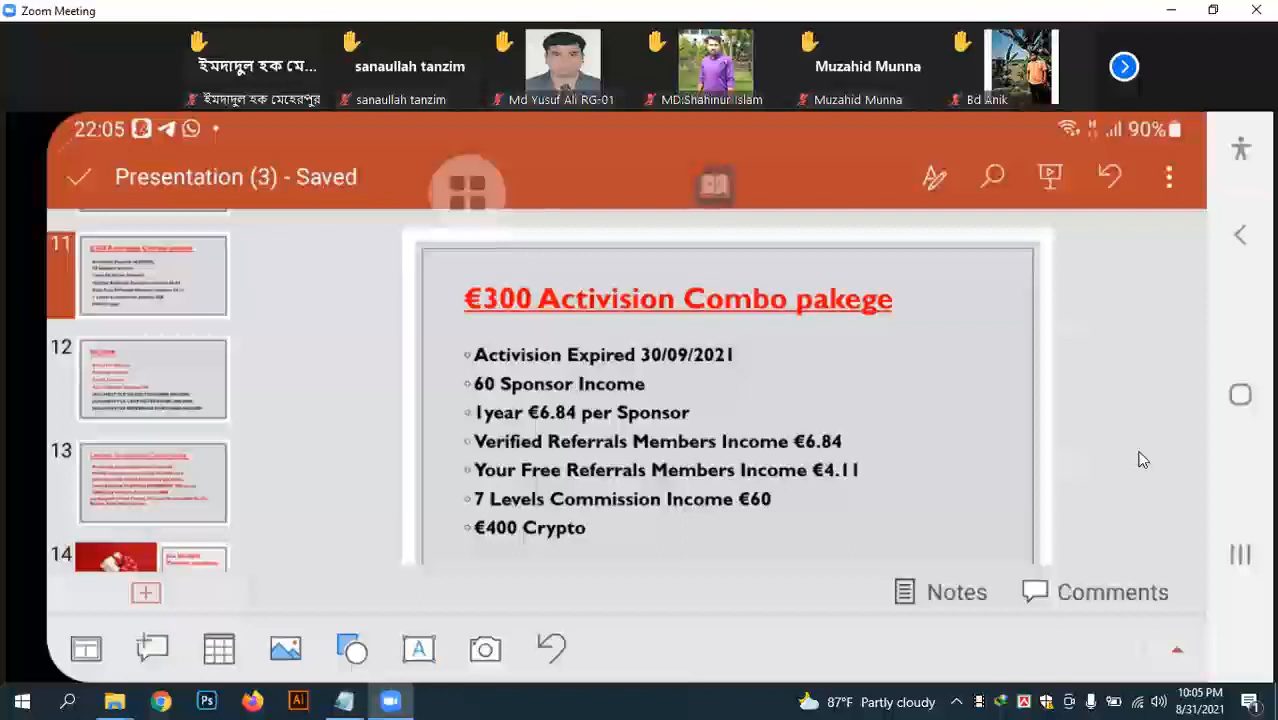 Zoom Meeting
ইমদাদুল হক মে...
sanaullah tanzim
Muzahid Munna
ইমদাদুল হক মেহেরপুর
sanaullah tanzim
Md Yusuf Ali RG-01
MD:Shahinur Islam
Muzahid Munna
Bd Anik
22:05
90%
Presentation (3) - Saved
11
12
13
14
€300 Activision Combo pakege
Activision Expired 30/09/2021
60 Sponsor Income
1year €6.84 per Sponsor
Verified Referrals Members Income €6.84
Your Free Referrals Members Income €4.11
7 Levels Commission Income €60
€400 Crypto
Notes
Comments
87°F Partly cloudy
10:05 PM
8/31/2021